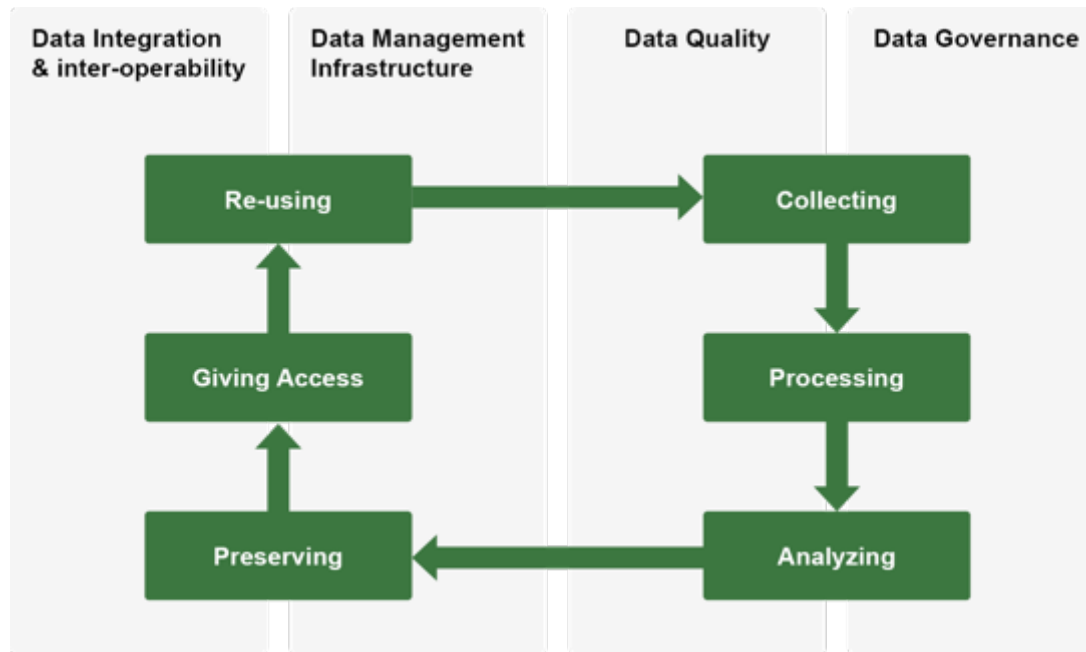 Data Integration
& inter-operability
Data Management
Infrastructure
Data Quality
Data Governance
Re-using
Collecting
Giving Access
Processing
Preserving
Analyzing